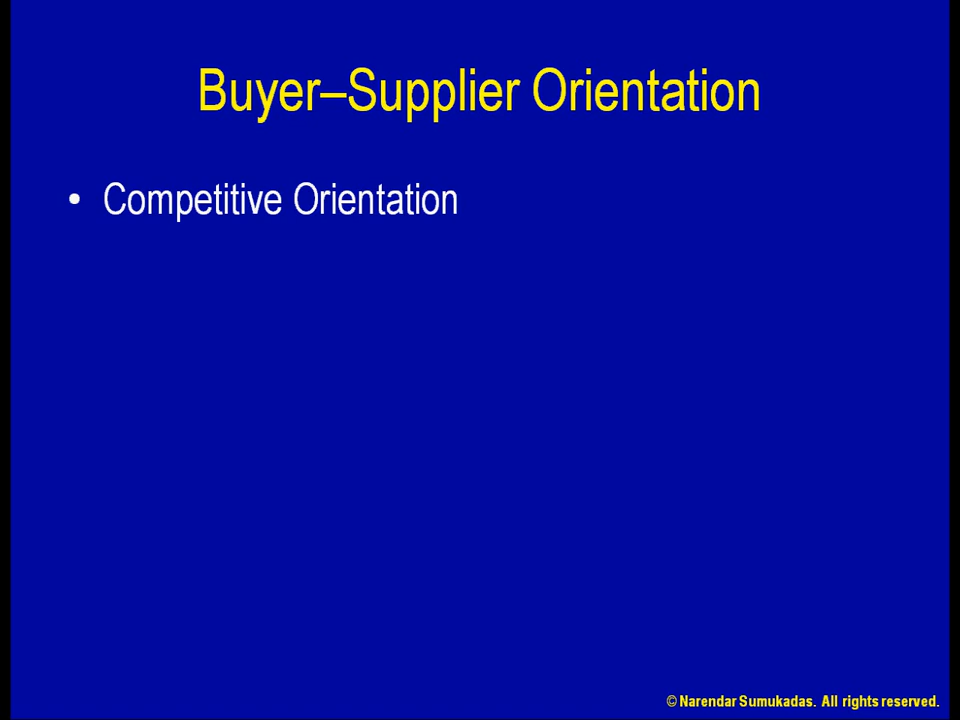 Buyer–Supplier Orientation
• Competitive Orientation
© Narendar Sumukadas. All rights reserved.